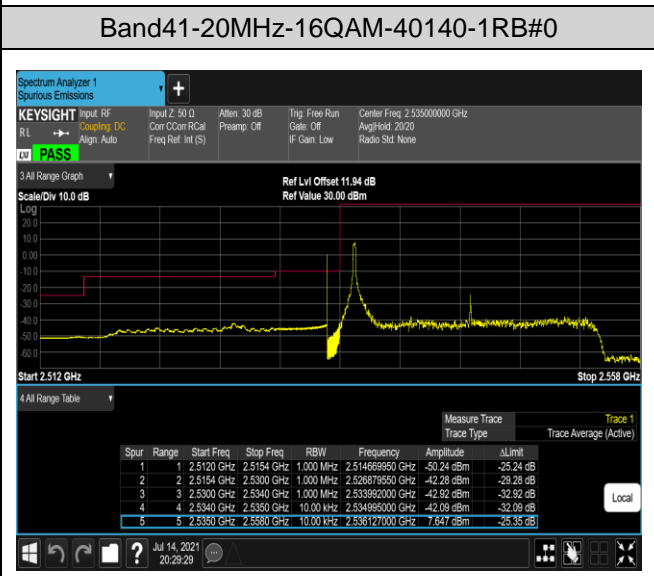 Band41-20MHz-16QAM-40140-1RB#0
Spectrum Analyzer 1
Spurious Emissions
+
KEYSIGHT
RL
PASS
Input: RF
Coupling: DC
Align: Auto
Input Z: 50 Ω
Corr CCorr RCal
Freq Ref: Int (S)
Atten: 30 dB
Preamp: Off
Trig: Free Run
Gate: Off
IF Gain: Low
Center Freq: 2.535000000 GHz
Avg|Hold: 20/20
Radio Std: None
3 All Range Graph
Scale/Div 10.0 dB
Ref Lvl Offset 11.94 dB
Ref Value 30.00 dBm
Log
20.0
10.0
0.00
-10.0
-20.0
-30.0
-40.0
-50.0
-60.0
Start 2.512 GHz
Stop 2.558 GHz
4 All Range Table
Measure Trace Trace 1
Trace Type Trace Average (Active)
Spur Range Start Freq Stop Freq RBW Frequency Amplitude ΔLimit
1 1 2.5120 GHz 2.5154 GHz 1.000 MHz 2.514669950 GHz -50.24 dBm -25.24 dB
2 2 2.5154 GHz 2.5300 GHz 1.000 MHz 2.526879550 GHz -42.28 dBm -29.28 dB
3 3 2.5300 GHz 2.5340 GHz 1.000 MHz 2.533992000 GHz -42.92 dBm -32.92 dB
4 4 2.5340 GHz 2.5350 GHz 10.00 kHz 2.534995000 GHz -42.09 dBm -32.09 dB
5 5 2.5350 GHz 2.5580 GHz 10.00 kHz 2.536127000 GHz 7.647 dBm -25.35 dB
Local
?
Jul 14, 2021
20:29:29